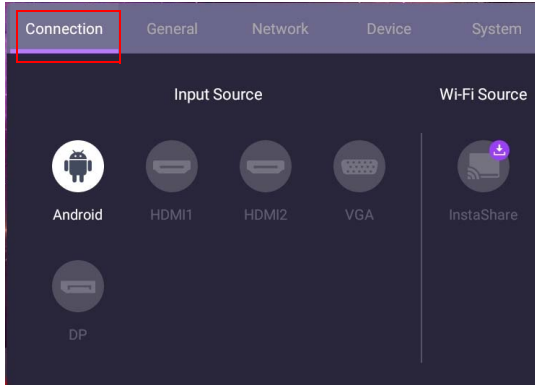 Connection General Network Device System
Input Source Wi-Fi Source
Android HDMI1 HDMI2 VGA InstaShare
DP